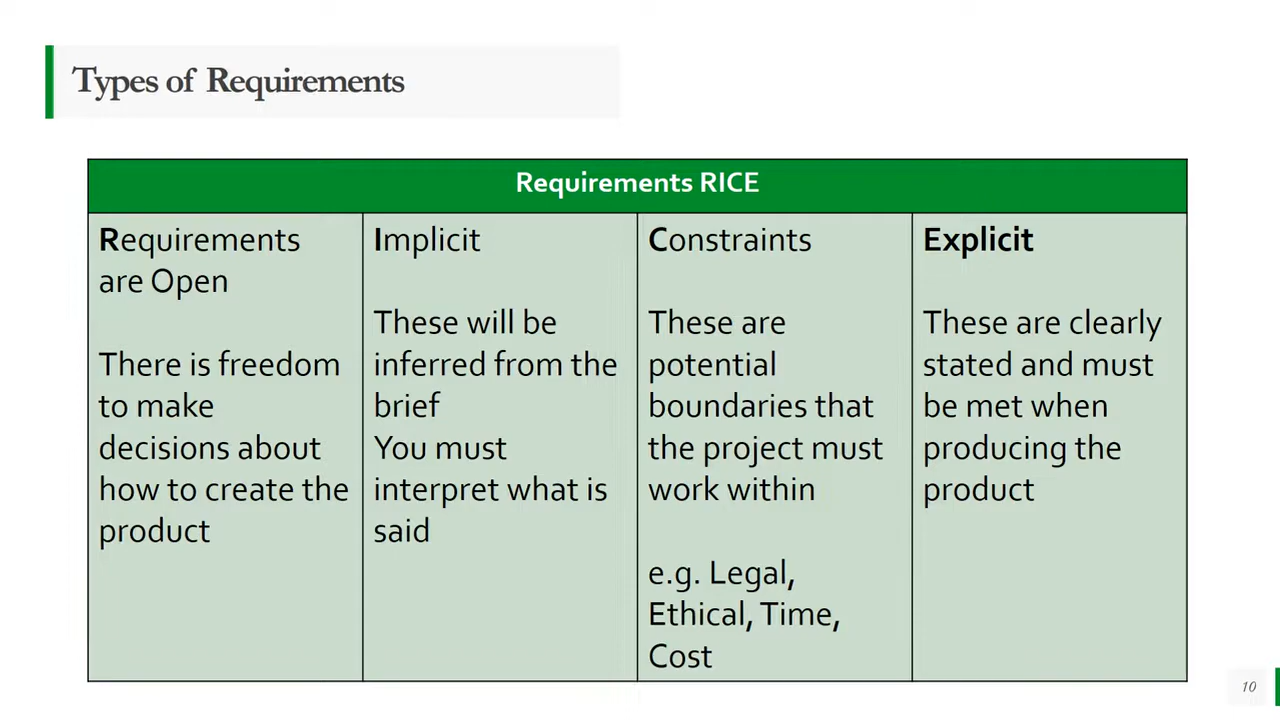 Types of Requirements
Requirements RICE
Requirements
are Open
There is freedom
to make
decisions about
how to create the
product
Implicit
These will be
inferred from the
brief
You must
interpret what is
said
Constraints
These are
potential
boundaries that
the project must
work within
e.g. Legal,
Ethical, Time,
Cost
Explicit
These are clearly
stated and must
be met when
producing the
product
10